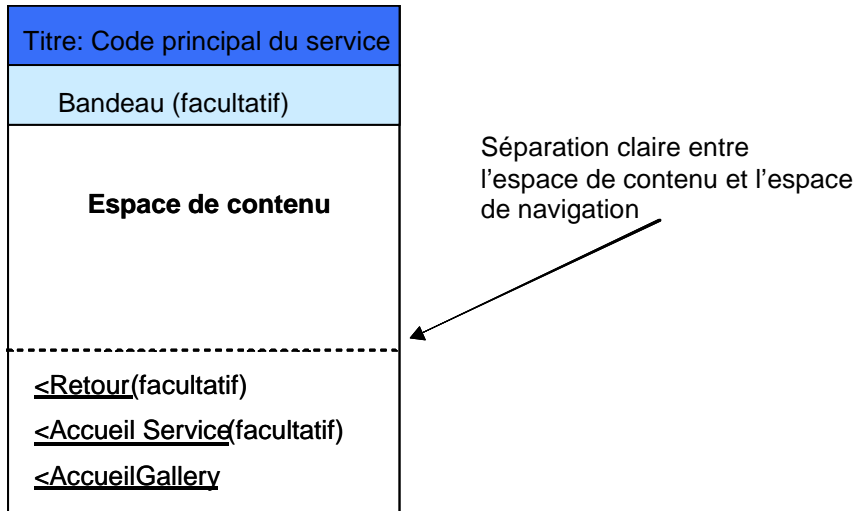 Titre: Code principal du service
Bandeau (facultatif)
Espace de contenu
Séparation claire entre
l'espace de contenu et l'espace
de navigation
<Retour(facultatif)
<Accueil Service(facultatif)
<AccueilGallery